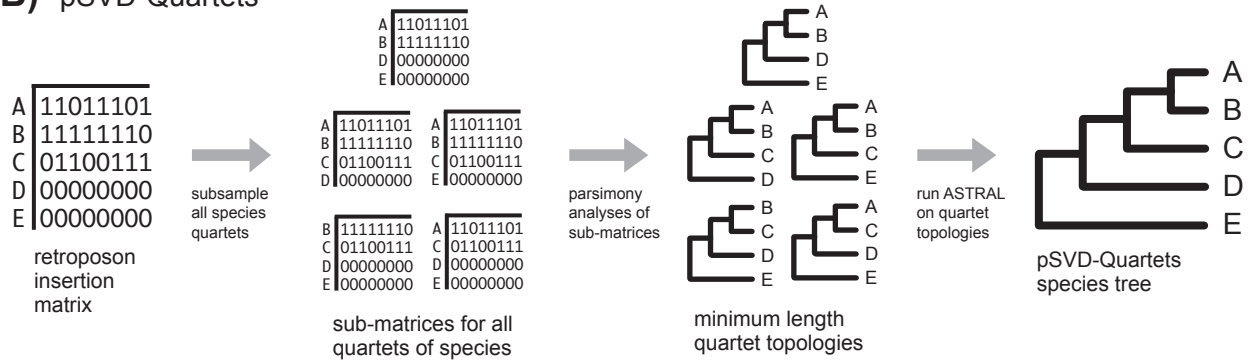 B) pSVD-Quartets
A 11011101
B 11111110
D 00000000
E 00000000
A 11011101
B 11111110
C 01100111
D 00000000
E 00000000
retroposon
insertion
matrix
subsample
all species
quartets
A 11011101
B 11111110
C 01100111
D 00000000
A 11011101
B 11111110
C 01100111
E 00000000
B 11111110
C 01100111
D 00000000
E 00000000
A 11011101
C 01100111
D 00000000
E 00000000
sub-matrices for all
quartets of species
parsimony
analyses of
sub-matrices
A
B
D
E
A
B
C
D
A
B
C
E
B
C
D
E
A
C
D
E
minimum length
quartet topologies
run ASTRAL
on quartet
topologies
A
B
C
D
E
pSVD-Quartets
species tree